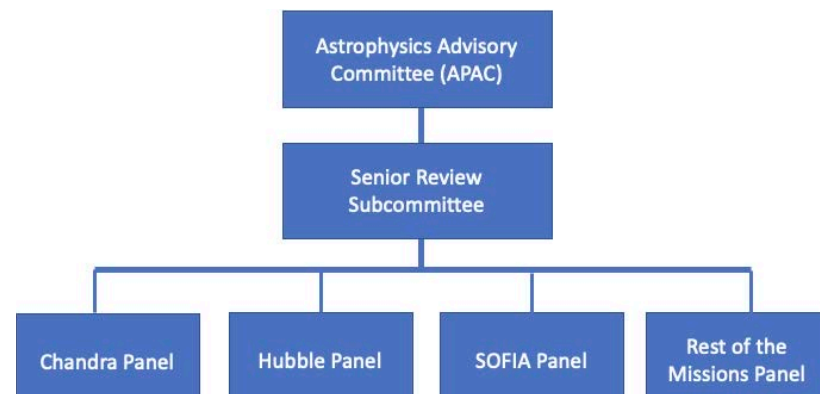 Astrophysics Advisory
Committee (APAC)
Senior Review
Subcommittee
Chandra Panel
Hubble Panel
SOFIA Panel
Rest of the
Missions Panel